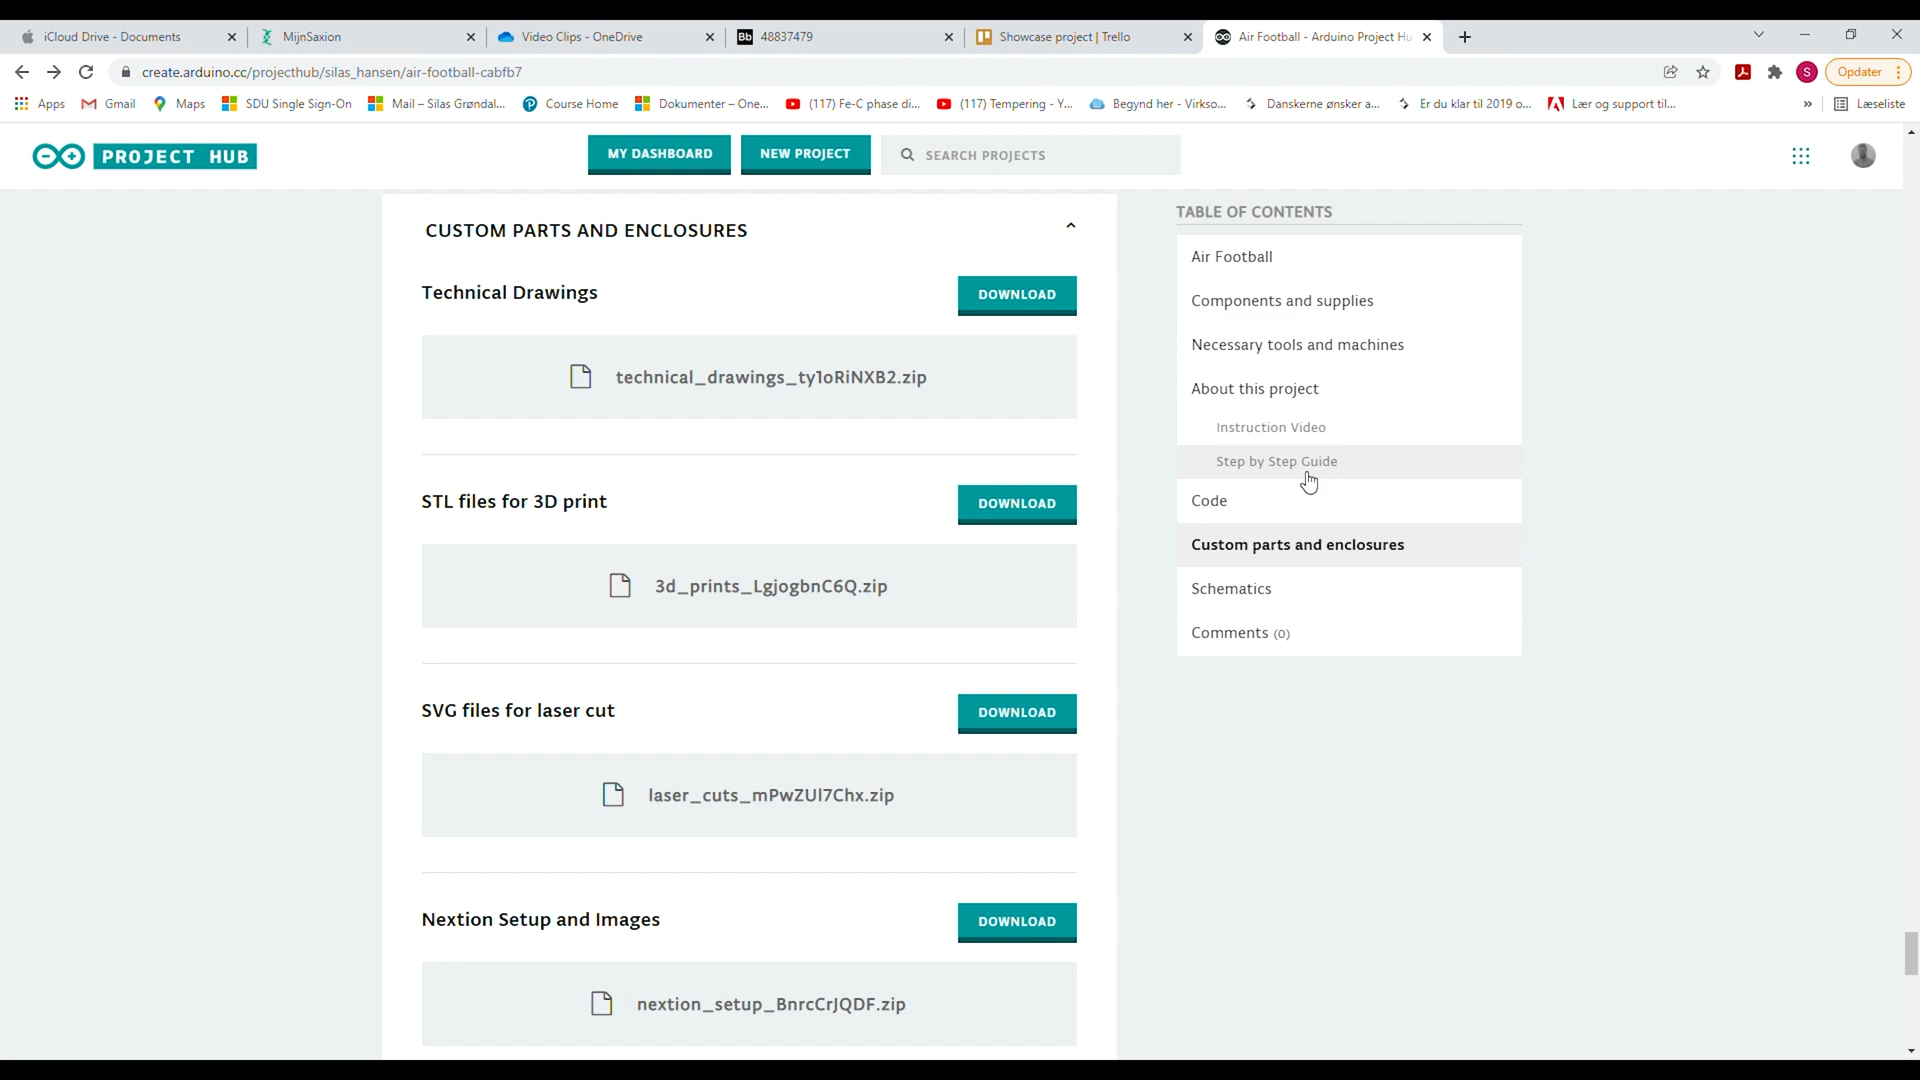 iCloud Drive - Documents
MijnSaxion
Video Clips - OneDrive
Bb 48837479
Showcase project | Trello
Air Football - Arduino Project Hu
create.arduino.cc/projecthub/silas_hansen/air-football-cabfb7
S
Opdater
Apps
Gmail
Maps
SDU Single Sign-On
Mail – Silas Grøndal...
Course Home
Dokumenter – One...
(117) Fe-C phase di...
(117) Tempering - Y...
Begynd her - Virkso...
Danskerne ønsker a...
Er du klar til 2019 o...
Lær og support til...
»
Læseliste
PROJECT HUB
MY DASHBOARD
NEW PROJECT
SEARCH PROJECTS
CUSTOM PARTS AND ENCLOSURES
Technical Drawings
DOWNLOAD
technical_drawings_ty1oRiNXB2.zip
STL files for 3D print
DOWNLOAD
3d_prints_LgjogbnC6Q.zip
SVG files for laser cut
DOWNLOAD
laser_cuts_mPwZUl7Chx.zip
Nextion Setup and Images
DOWNLOAD
nextion_setup_BnrcCrJQDF.zip
TABLE OF CONTENTS
Air Football
Components and supplies
Necessary tools and machines
About this project
Instruction Video
Step by Step Guide
Code
Custom parts and enclosures
Schematics
Comments (0)